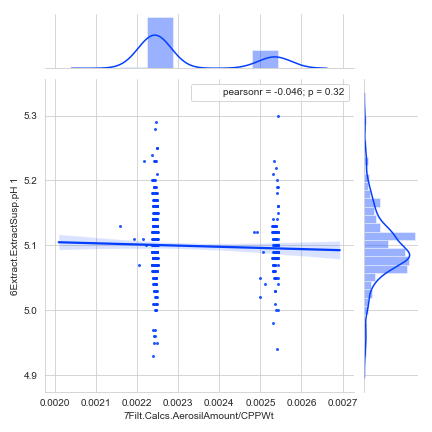 pearsonr = -0.046; p = 0.32
5.3
5.2
5.1
5.0
4.9
6Extract.ExtractSusp.pH 1
0.0020 0.0021 0.0022 0.0023 0.0024 0.0025 0.0026 0.0027
7Filt.Calcs.AerosilAmount/CPPWt